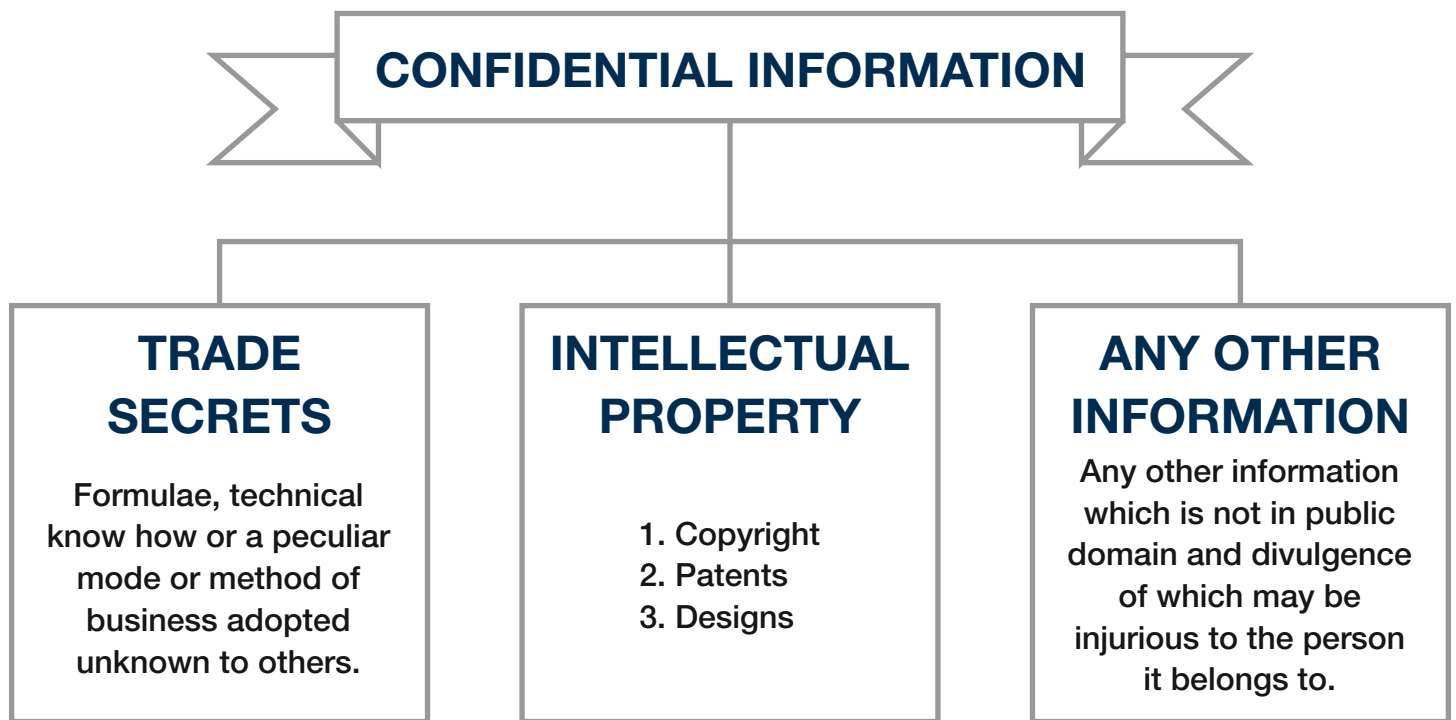 CONFIDENTIAL INFORMATION
TRADE
SECRETS
Formulae, technical
know how or a peculiar
mode or method of
business adopted
unknown to others.
INTELLECTUAL
PROPERTY
1. Copyright
2. Patents
3. Designs
ANY OTHER
INFORMATION
Any other information
which is not in public
domain and divulgence
of which may be
injurious to the person
it belongs to.